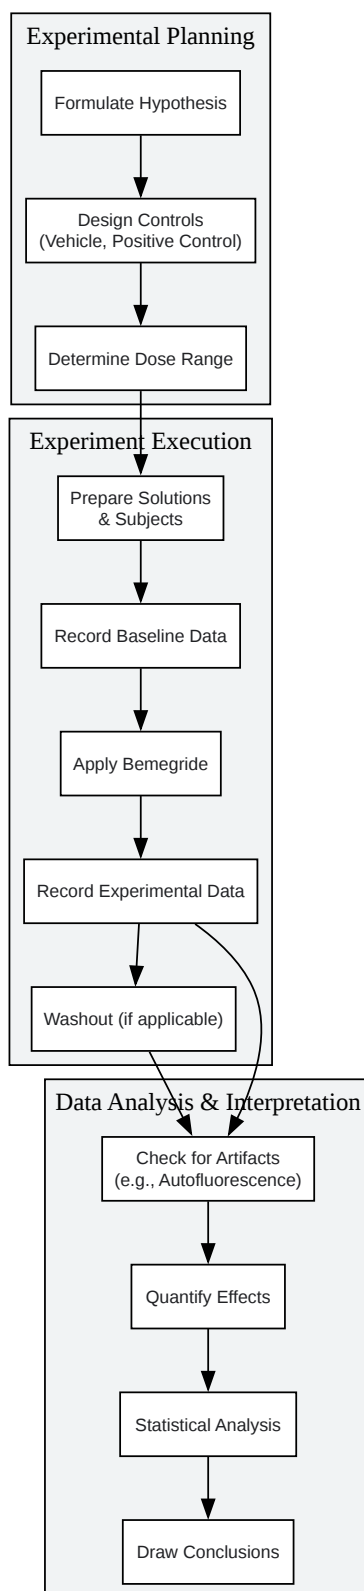 Experimental Planning
Formulate Hypothesis
Design Controls
(Vehicle, Positive Control)
Determine Dose Range
Experiment Execution
Prepare Solutions
& Subjects
Record Baseline Data
Apply Bemegride
Record Experimental Data
Washout (if applicable)
Data Analysis & Interpretation
Check for Artifacts
(e.g., Autofluorescence)
Quantify Effects
Statistical Analysis
Draw Conclusions